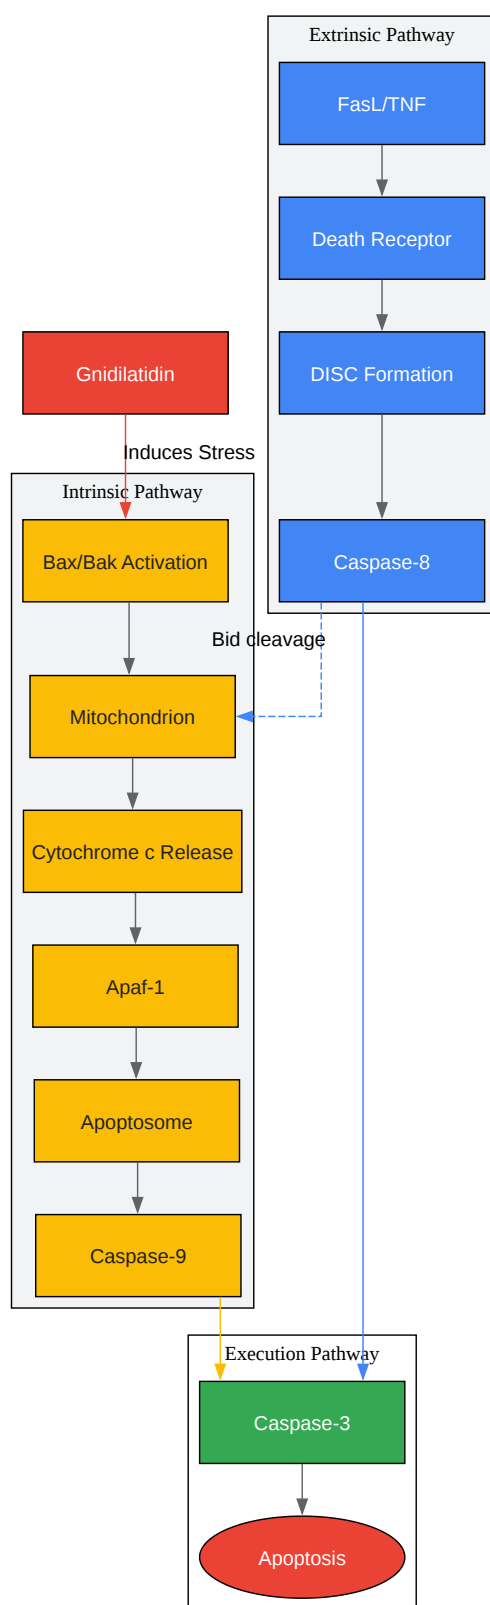 Extrinsic Pathway
FasL/TNF
Death Receptor
DISC Formation
Caspase-8
Gnidilatidin
Induces Stress
Intrinsic Pathway
Bax/Bak Activation
Bid cleavage
Mitochondrion
Cytochrome c Release
Apaf-1
Apoptosome
Caspase-9
Execution Pathway
Caspase-3
Apoptosis